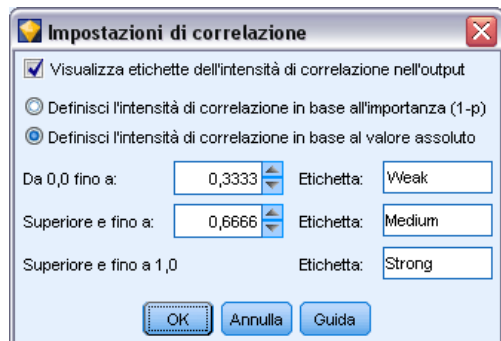 Impostazioni di correlazione
Visualizza etichette dell'intensità di correlazione nell'output
Definisci l'intensità di correlazione in base all'importanza (1-p)
Definisci l'intensità di correlazione in base al valore assoluto
Da 0,0 fino a: 0,3333 Etichetta: Weak
Superiore e fino a: 0,6666 Etichetta: Medium
Superiore e fino a 1,0 Etichetta: Strong
OK Annulla Guida